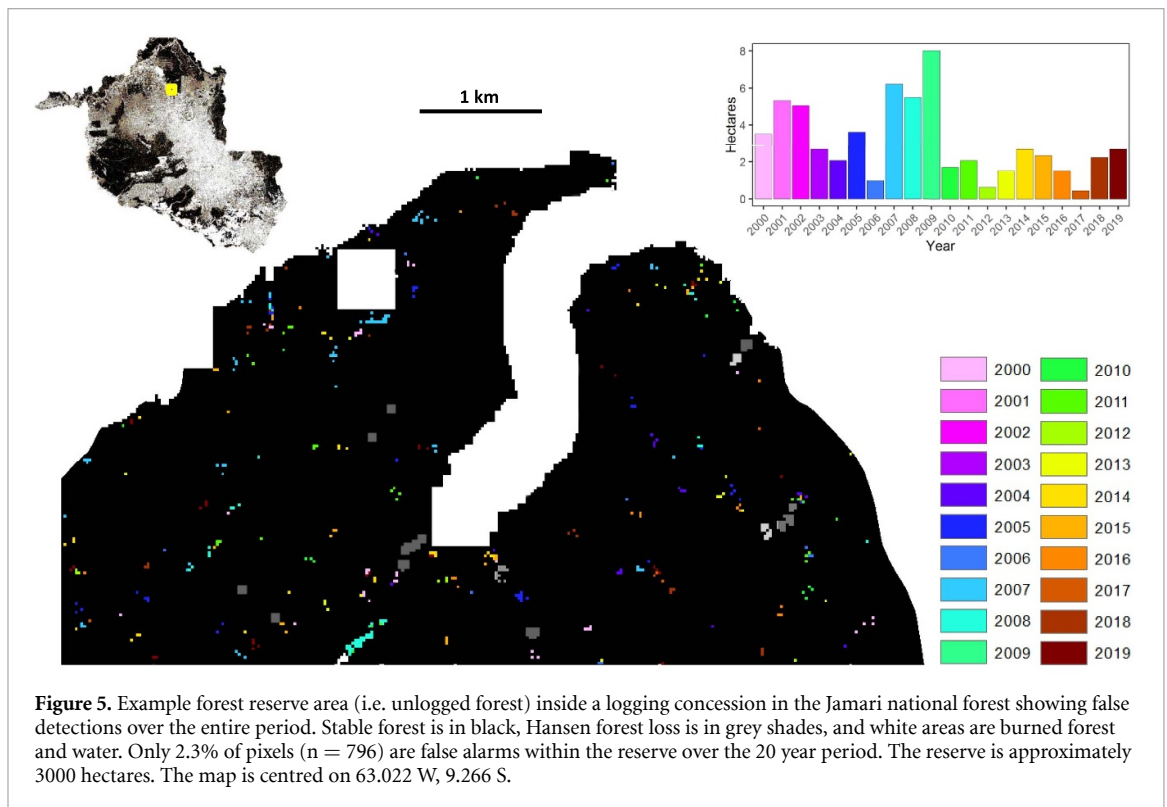 1 km
Hectares
8
6
4
2
0
2000 2001 2002 2003 2004 2005 2006 2007 2008 2009 2010 2011 2012 2013 2014 2015 2016 2017 2018 2019
Year
2000 2010
2001 2011
2002 2012
2003 2013
2004 2014
2005 2015
2006 2016
2007 2017
2008 2018
2009 2019
Figure 5. Example forest reserve area (i.e. unlogged forest) inside a logging concession in the Jamari national forest showing false
detections over the entire period. Stable forest is in black, Hansen forest loss is in grey shades, and white areas are burned forest
and water. Only 2.3% of pixels (n = 796) are false alarms within the reserve over the 20 year period. The reserve is approximately
3000 hectares. The map is centred on 63.022 W, 9.266 S.